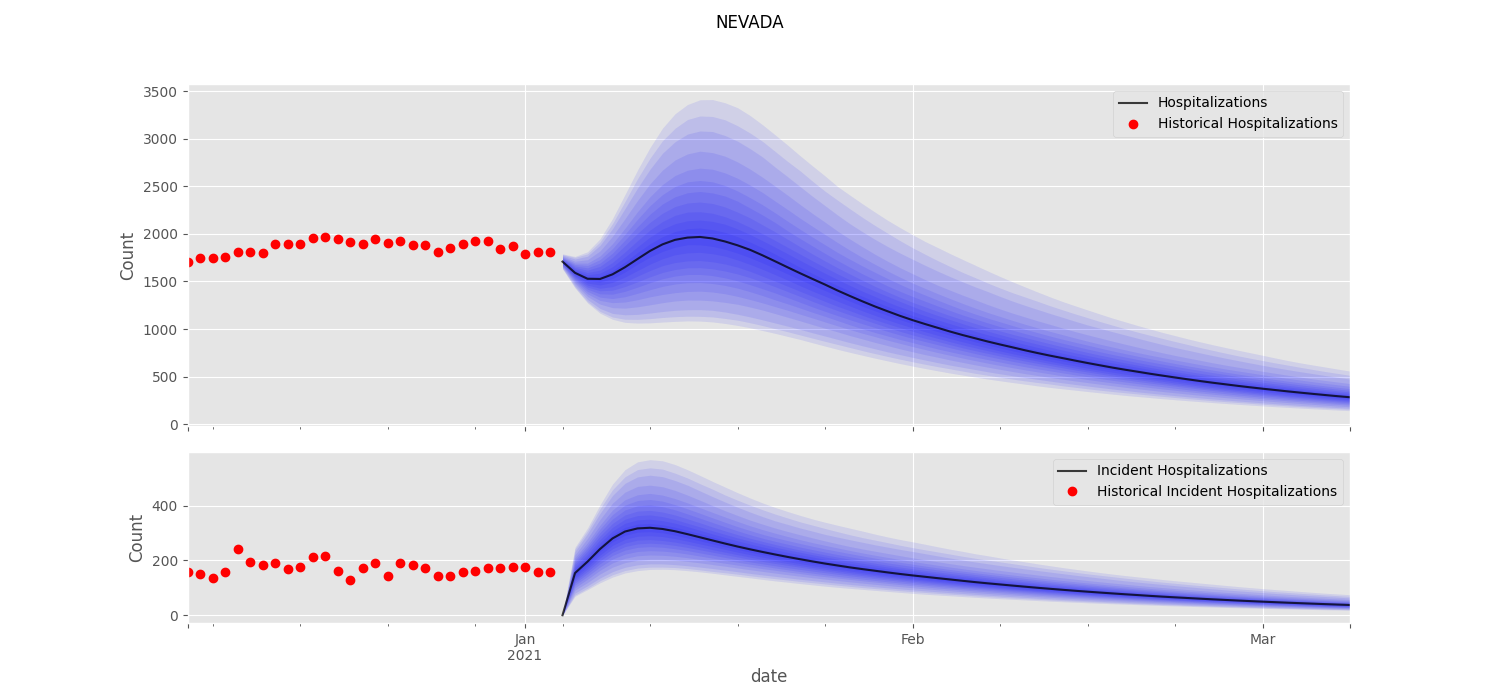 NEVADA
3500
3000
2500
2000
1500
1000
500
0
Count
Hospitalizations
Historical Hospitalizations
400
200
0
Count
Incident Hospitalizations
Historical Incident Hospitalizations
Jan
2021
Feb
Mar
date